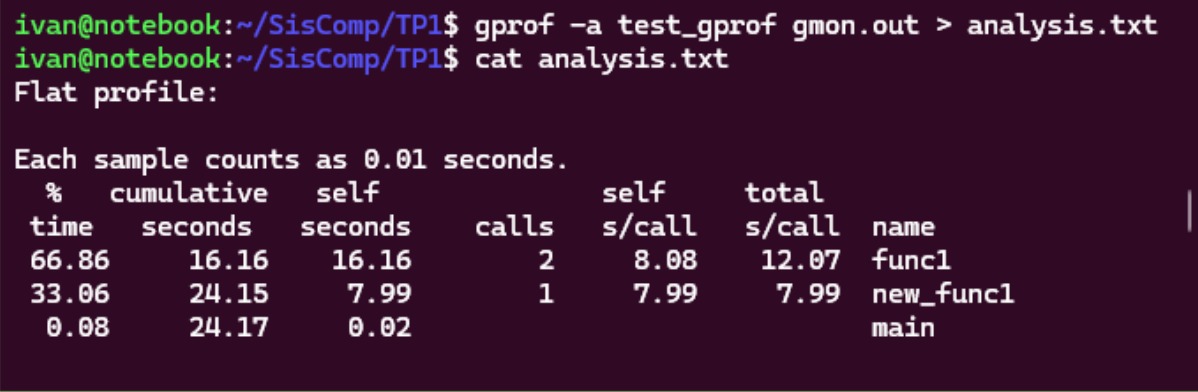 ivan@notebook:~/SisComp/TP1$ gprof -a test_gprof gmon.out > analysis.txt
ivan@notebook:~/SisComp/TP1$ cat analysis.txt
Flat profile:
Each sample counts as 0.01 seconds.
  %   cumulative   self              self     total
 time   seconds   seconds    calls   s/call   s/call  name
 66.86     16.16    16.16        2     8.08    12.07  func1
 33.06     24.15     7.99        1     7.99     7.99  new_func1
  0.08     24.17     0.02                             main